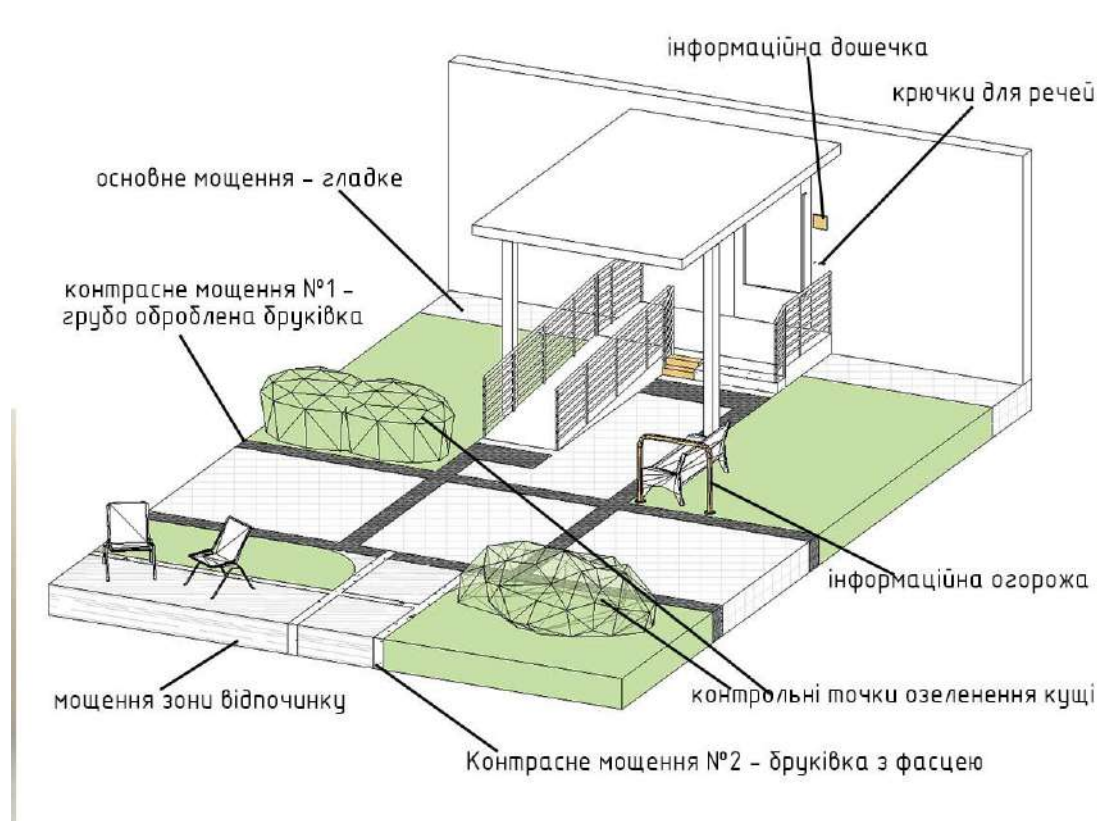 інформаційна дошечка
крючки для речей
основне мощення - гладке
контрасне мощення №1 -
грубо оброблена бруківка
інформаційна огорожа
мощення зони відпочинку
контрольні точки озеленення кущі
Контрасне мощення №2 - бруківка з фасцею